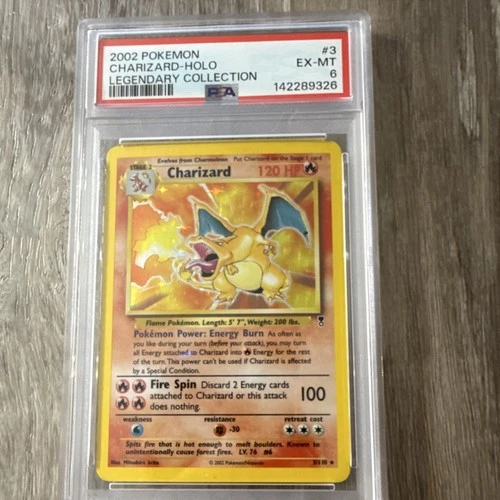 2002 POKEMON #3
CHARIZARD-HOLO EX-MT
LEGENDARY COLLECTION 6
PSA 142289326
STAGE 2 Evolves from Charmeleon Put Charizard on the Stage 1 card
Charizard 120 HP
Flame Pokémon. Length: 5' 7", Weight: 200 lbs.
Pokémon Power: Energy Burn As often as
you like during your turn (before your attack), you may turn
all Energy attached to Charizard into Energy for the rest
of the turn. This power can't be used if Charizard is affected
by a Special Condition.
Fire Spin Discard 2 Energy cards
attached to Charizard or this attack
does nothing.
100
weakness resistance retreat cost
-30
Spits fire that is hot enough to melt boulders. Known to
unintentionally cause forest fires. LV. 76 #6
Illus. Mitsuhiro Arita © 2002 Pokémon/Nintendo 3/110